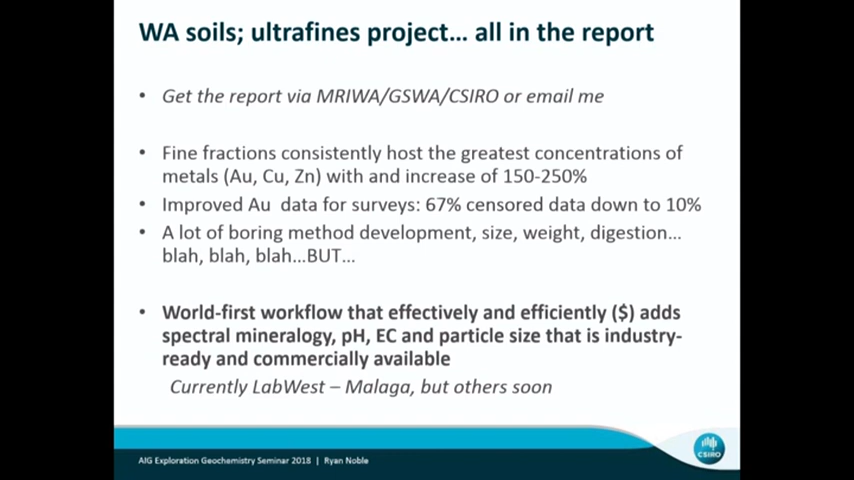 WA soils; ultrafines project... all in the report
• Get the report via MRIWA/GSWA/CSIRO or email me
• Fine fractions consistently host the greatest concentrations of
metals (Au, Cu, Zn) with and increase of 150-250%
• Improved Au data for surveys: 67% censored data down to 10%
• A lot of boring method development, size, weight, digestion...
blah, blah, blah...BUT...
• World-first workflow that effectively and efficiently ($) adds
spectral mineralogy, pH, EC and particle size that is industry-
ready and commercially available
Currently LabWest – Malaga, but others soon
AIG Exploration Geochemistry Seminar 2018 | Ryan Noble
CSIRO